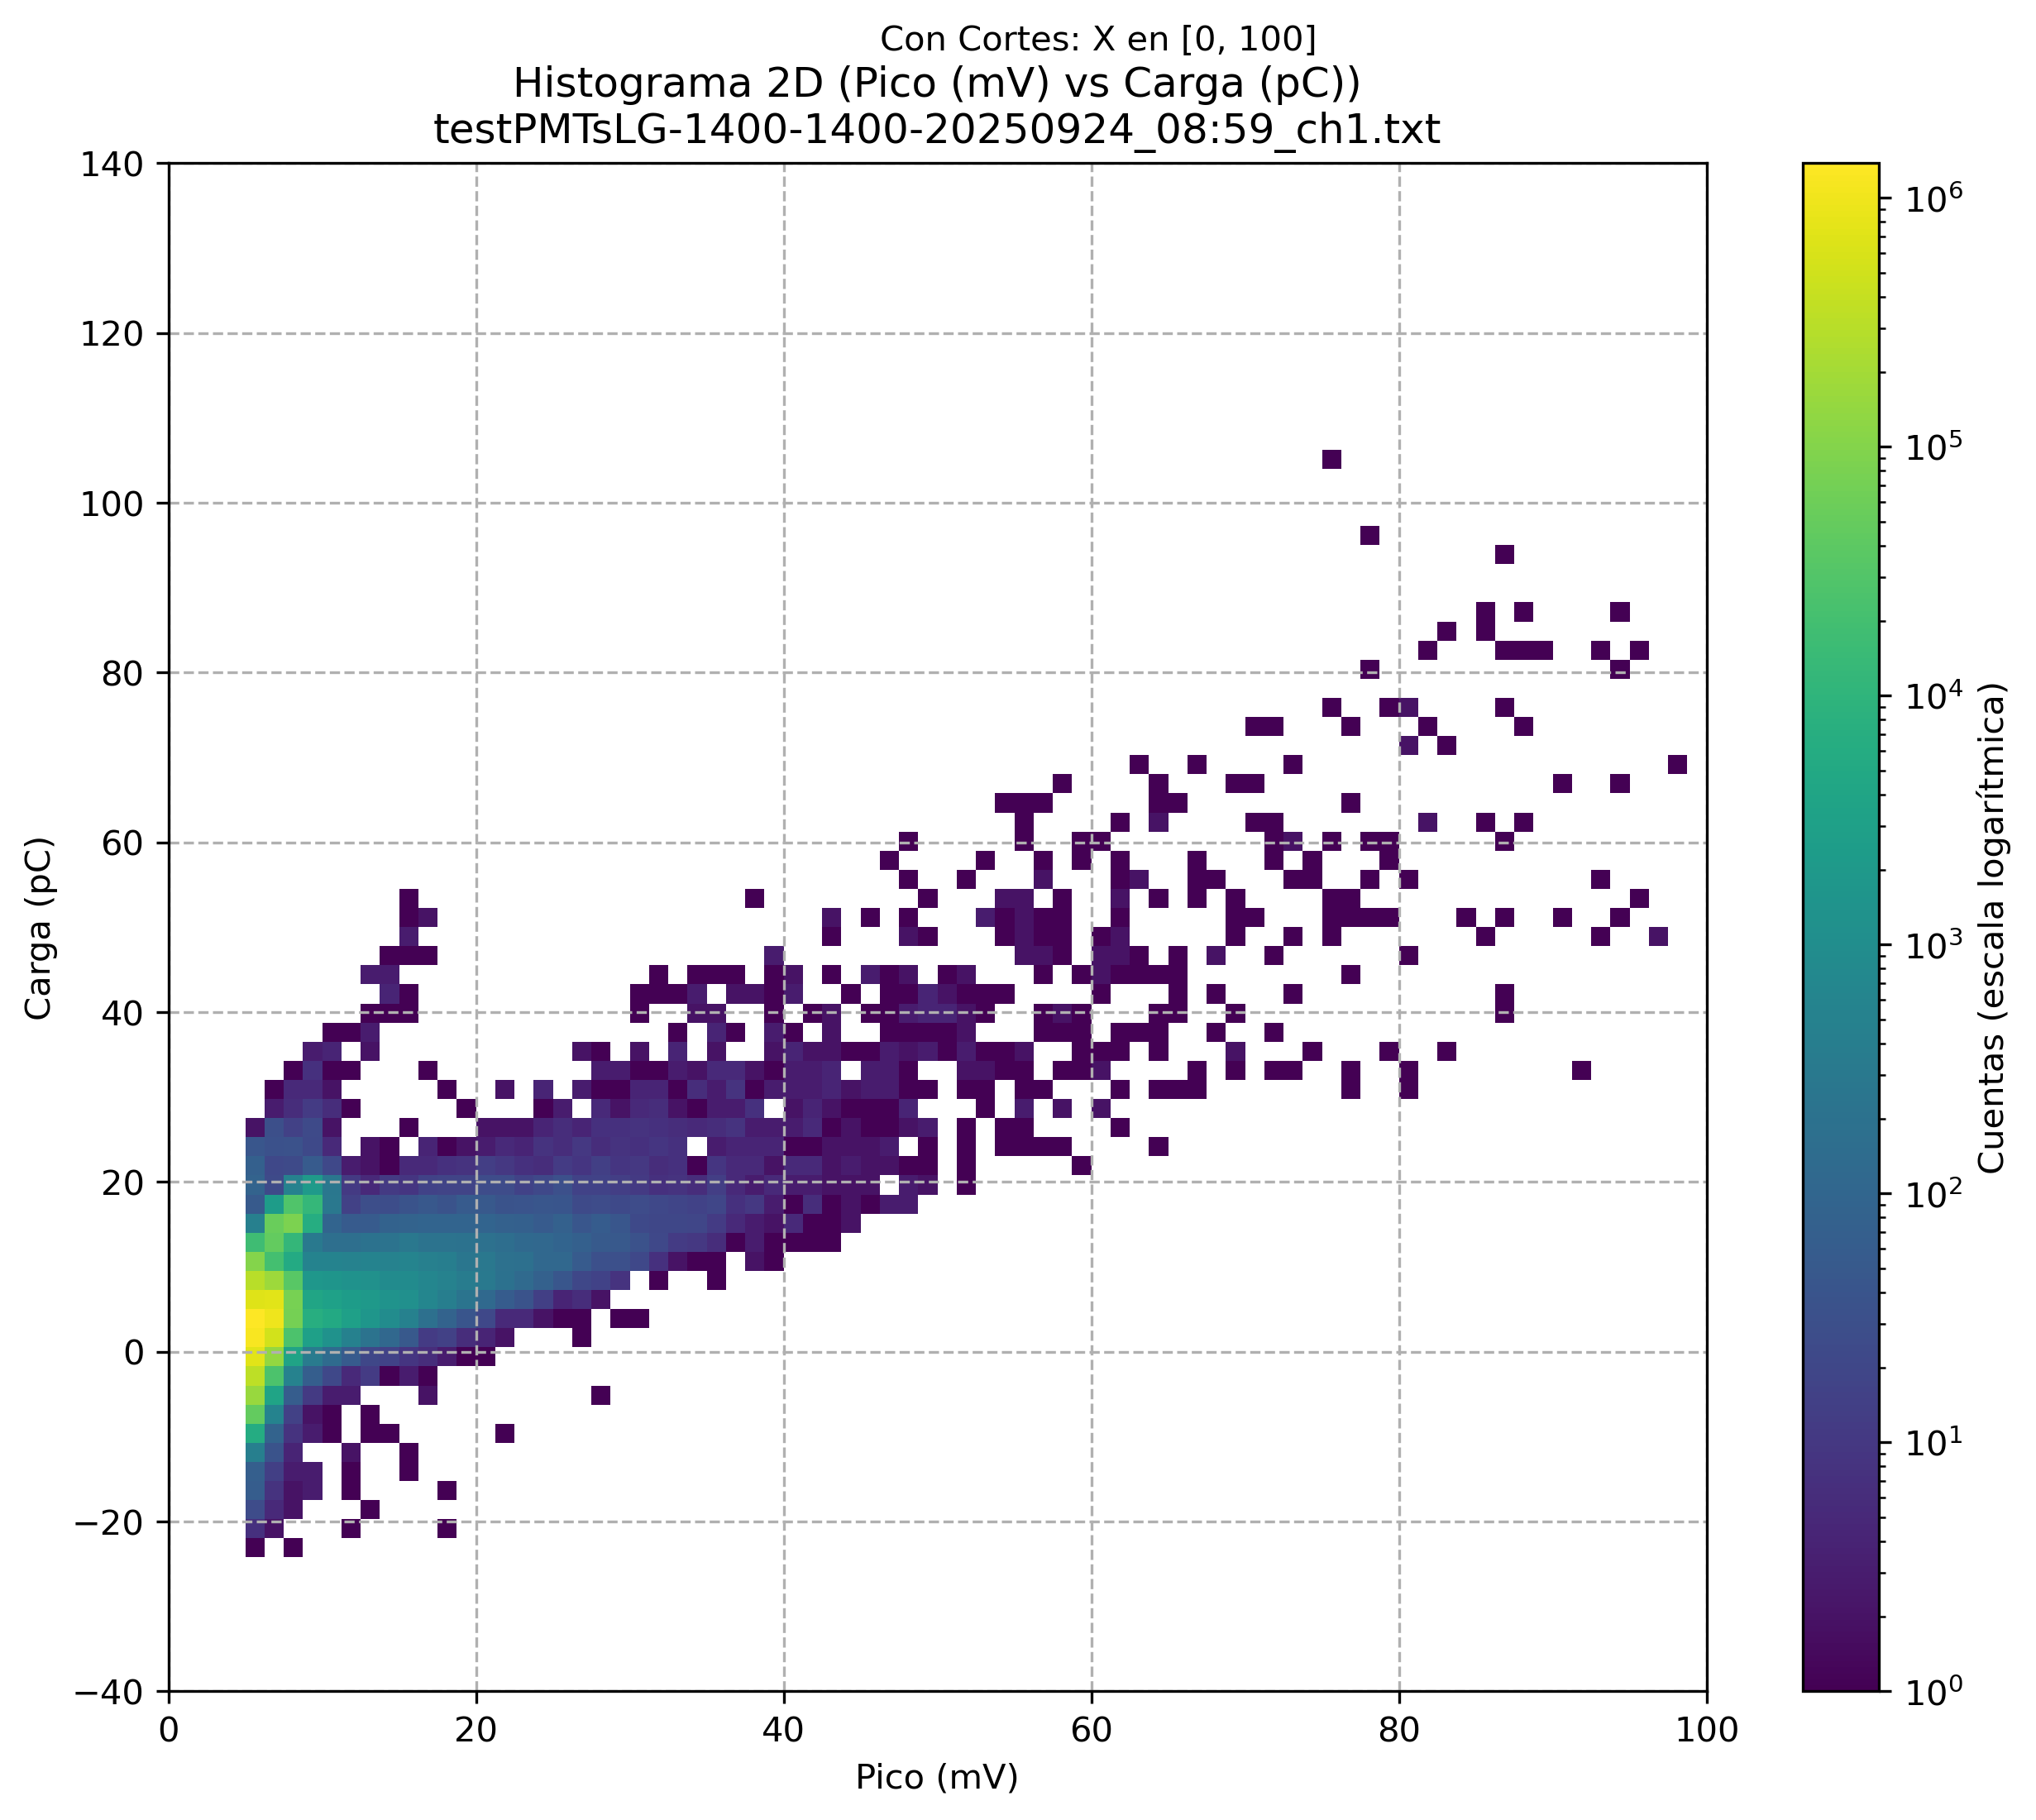 Con Cortes: X en [0, 100]
Histograma 2D (Pico (mV) vs Carga (pC))
testPMTsLG-1400-1400-20250924_08:59_ch1.txt
140
120
100
80
60
40
20
0
−20
−40
Carga (pC)
0 20 40 60 80 100
Pico (mV)
10⁶
10⁵
10⁴
10³
10²
10¹
10⁰
Cuentas (escala logarítmica)